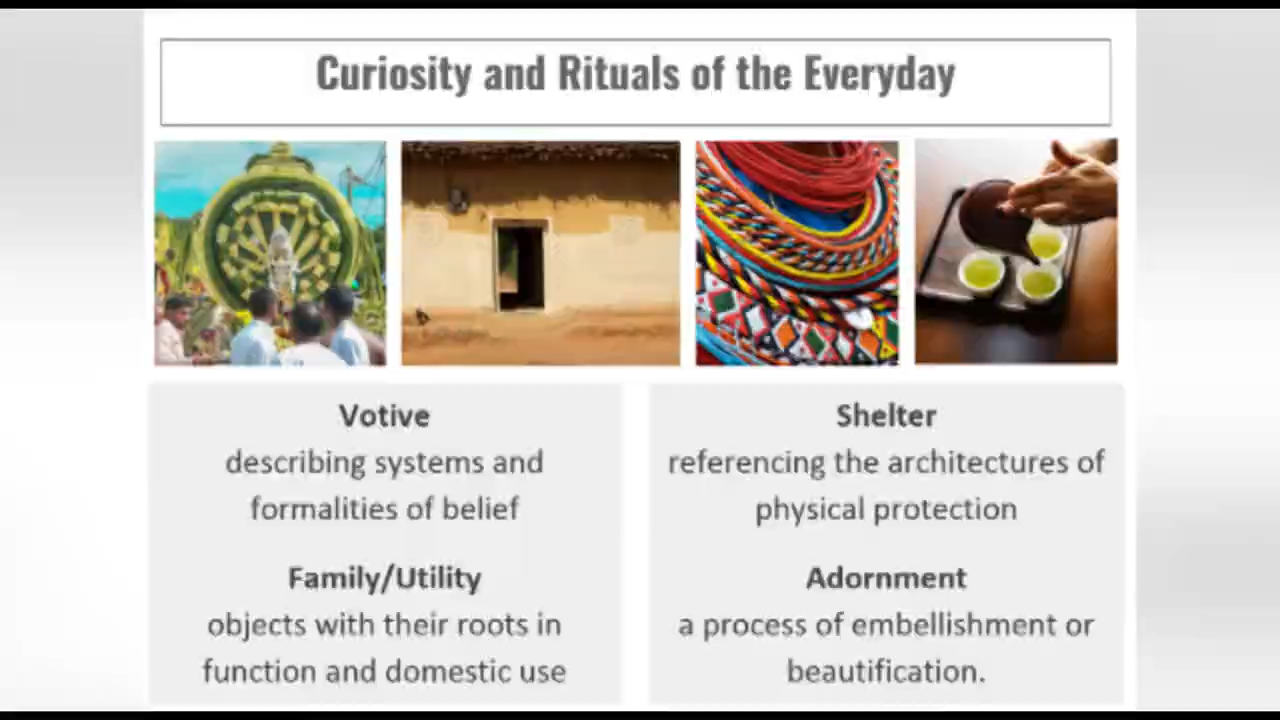 Curiosity and Rituals of the Everyday
Votive
describing systems and
formalities of belief
Family/Utility
objects with their roots in
function and domestic use
Shelter
referencing the architectures of
physical protection
Adornment
a process of embellishment or
beautification.